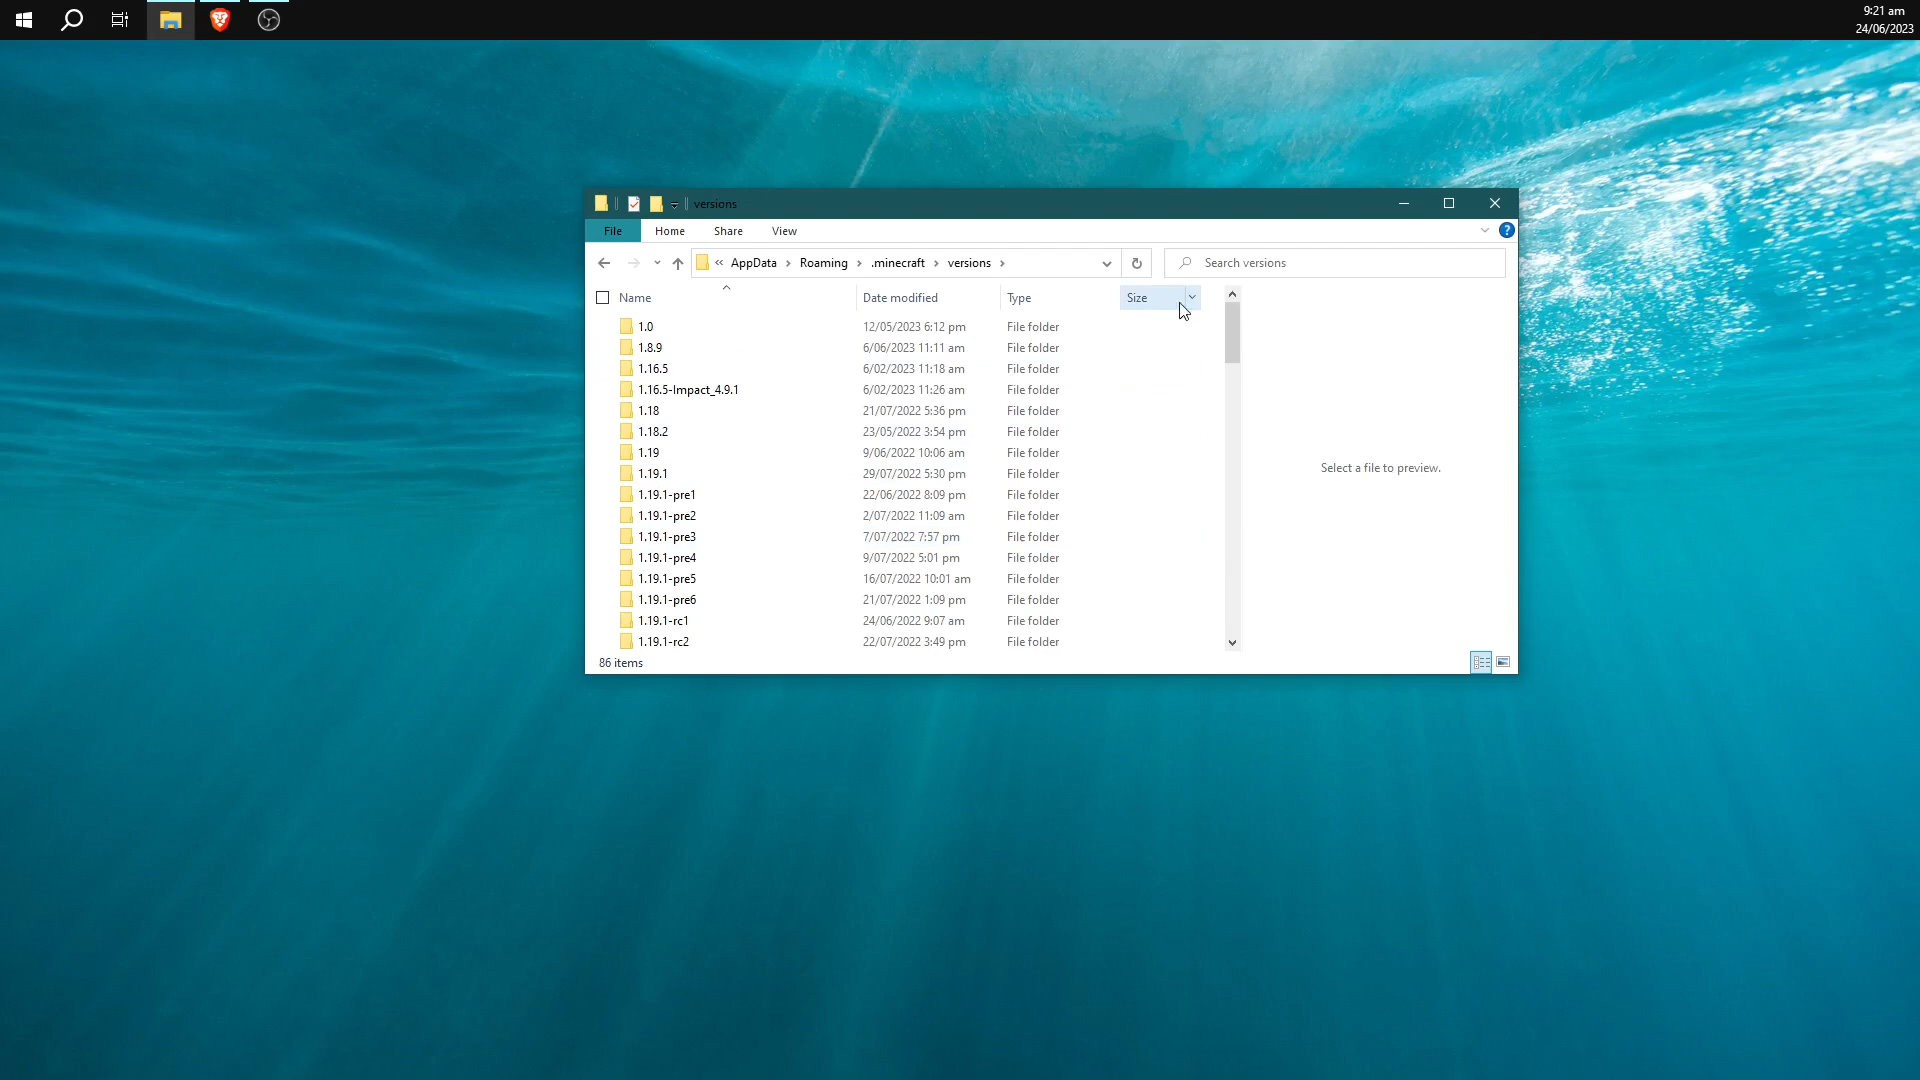 9:21 am
24/06/2023
versions
File Home Share View
AppData Roaming .minecraft versions
Search versions
Name Date modified Type Size
1.0 12/05/2023 6:12 pm File folder
1.8.9 6/06/2023 11:11 am File folder
1.16.5 6/02/2023 11:18 am File folder
1.16.5-Impact_4.9.1 6/02/2023 11:26 am File folder
1.18 21/07/2022 5:36 pm File folder
1.18.2 23/05/2022 3:54 pm File folder
1.19 9/06/2022 10:06 am File folder
1.19.1 29/07/2022 5:30 pm File folder
1.19.1-pre1 22/06/2022 8:09 pm File folder
1.19.1-pre2 2/07/2022 11:09 am File folder
1.19.1-pre3 7/07/2022 7:57 pm File folder
1.19.1-pre4 9/07/2022 5:01 pm File folder
1.19.1-pre5 16/07/2022 10:01 am File folder
1.19.1-pre6 21/07/2022 1:09 pm File folder
1.19.1-rc1 24/06/2022 9:07 am File folder
1.19.1-rc2 22/07/2022 3:49 pm File folder
Select a file to preview.
86 items